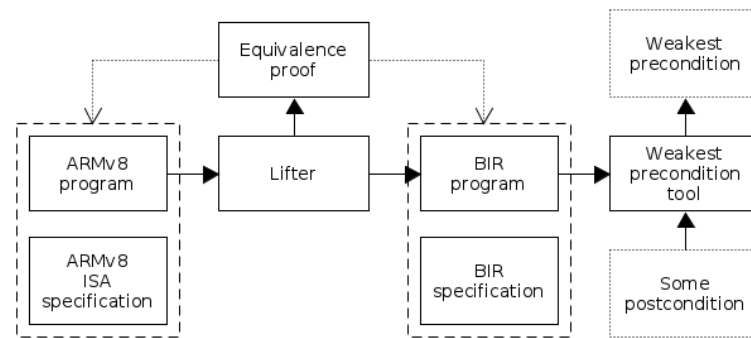 Equivalence
proof
Weakest
precondition
ARMv8
program
Lifter
BIR
program
Weakest
precondition
tool
ARMv8
ISA
specification
BIR
specification
Some
postcondition